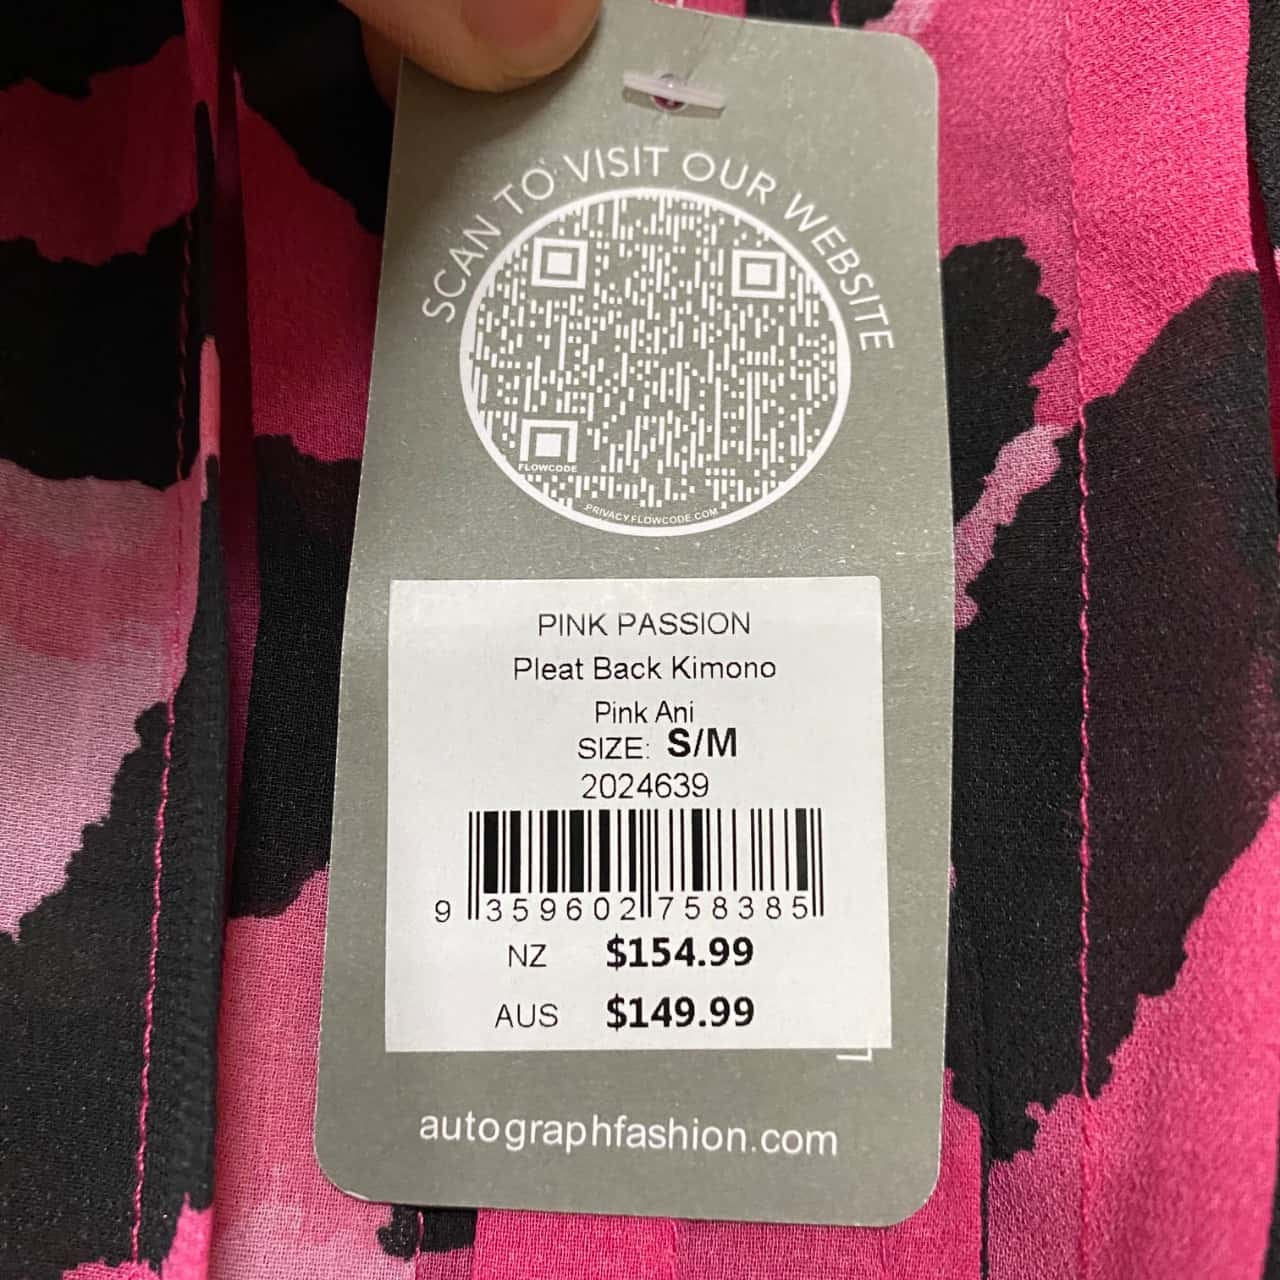 SCAN TO VISIT OUR WEBSITE
FLOWCODE
PRIVACY.FLOWCODE.COM
PINK PASSION
Pleat Back Kimono
Pink Ani
SIZE: S/M
2024639
9 359602 758385
NZ $154.99
AUS $149.99
autographfashion.com